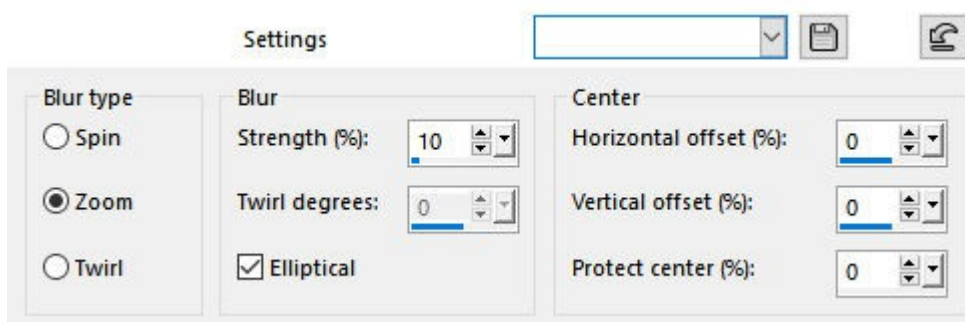 Settings
Blur type
Spin
Zoom
Twirl
Blur
Strength (%): 10
Twirl degrees: 0
Elliptical
Center
Horizontal offset (%): 0
Vertical offset (%): 0
Protect center (%): 0